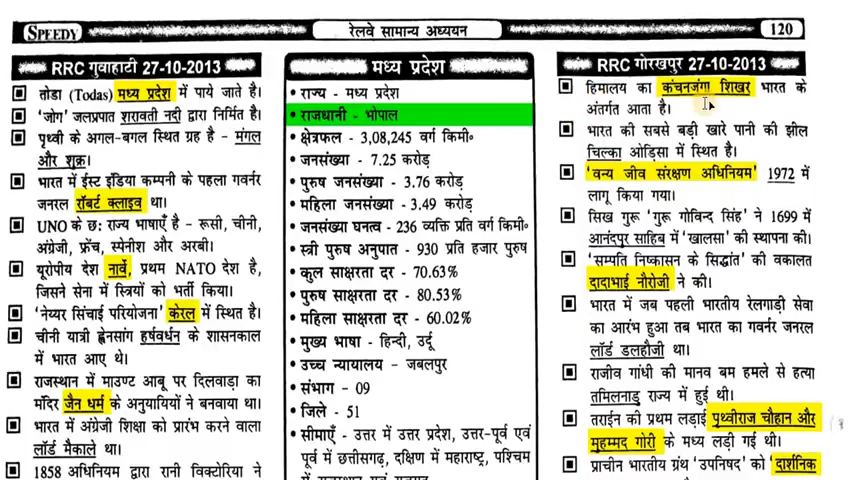 SPEEDY
रेलवे सामान्य अध्ययन
120
RRC गुवाहाटी 27-10-2013
तोडा (Todas) मध्य प्रदेश में पाये जाते है।
'जोग' जलप्रपात शरावती नदी द्वारा निर्मित है।
पृथ्वी के अगल-बगल स्थित ग्रह है - मंगल
और शुक्र।
भारत में ईस्ट इंडिया कम्पनी के पहला गवर्नर
जनरल रॉबर्ट क्लाइव था।
UNO के छ: राज्य भाषाएँ है - रूसी, चीनी,
अंग्रेजी, फ्रेंच, स्पेनीश और अरबी।
यूरोपीय देश नार्वे, प्रथम NATO देश है,
जिसने सेना में स्त्रियों को भर्ती किया।
'नेय्यर सिंचाई परियोजना' केरल में स्थित है।
चीनी यात्री ह्वेनसांग हर्षवर्धन के शासनकाल
में भारत आए थे।
राजस्थान में माउण्ट आबू पर दिलवाड़ा का
मंदिर जैन धर्म के अनुयायियों ने बनवाया था।
भारत में अंग्रेजी शिक्षा को प्रारंभ करने वाला
लॉर्ड मैकाले था।
1858 अधिनियम द्वारा रानी विक्टोरिया ने
मध्य प्रदेश
• राज्य - मध्य प्रदेश
• राजधानी - भोपाल
• क्षेत्रफल - 3,08,245 वर्ग किमी॰
• जनसंख्या - 7.25 करोड़
• पुरुष जनसंख्या - 3.76 करोड़
• महिला जनसंख्या - 3.49 करोड़
• जनसंख्या घनत्व - 236 व्यक्ति प्रति वर्ग किमी॰
• स्त्री पुरुष अनुपात - 930 प्रति हजार पुरुष
• कुल साक्षरता दर - 70.63%
• पुरुष साक्षरता दर - 80.53%
• महिला साक्षरता दर - 60.02%
• मुख्य भाषा - हिन्दी, उर्दू
• उच्च न्यायालय - जबलपुर
• संभाग - 09
• जिले - 51
• सीमाएँ - उत्तर में उत्तर प्रदेश, उत्तर-पूर्व एवं
पूर्व में छत्तीसगढ़, दक्षिण में महाराष्ट्र, पश्चिम
RRC गोरखपुर 27-10-2013
हिमालय का कंचनजंगा शिखर भारत के
अंतर्गत आता है।
भारत की सबसे बड़ी खारे पानी की झील
चिल्का ओड़िसा में स्थित है।
'वन्य जीव संरक्षण अधिनियम' 1972 में
लागू किया गया।
सिख गुरू 'गुरू गोविन्द सिंह' ने 1699 में
आनंदपुर साहिब में 'खालसा' की स्थापना की।
'सम्पति निष्कासन के सिद्धांत' की वकालत
दादाभाई नौरोजी ने की।
भारत में जब पहली भारतीय रेलगाड़ी सेवा
का आरंभ हुआ तब भारत का गवर्नर जनरल
लॉर्ड डलहौजी था।
राजीव गांधी की मानव बम हमले से हत्या
तमिलनाडु राज्य में हुई थी।
तराईन की प्रथम लड़ाई पृथ्वीराज चौहान और
मुहम्मद गोरी के मध्य लड़ी गई थी।
प्राचीन भारतीय ग्रंथ 'उपनिषद' को 'दार्शनिक